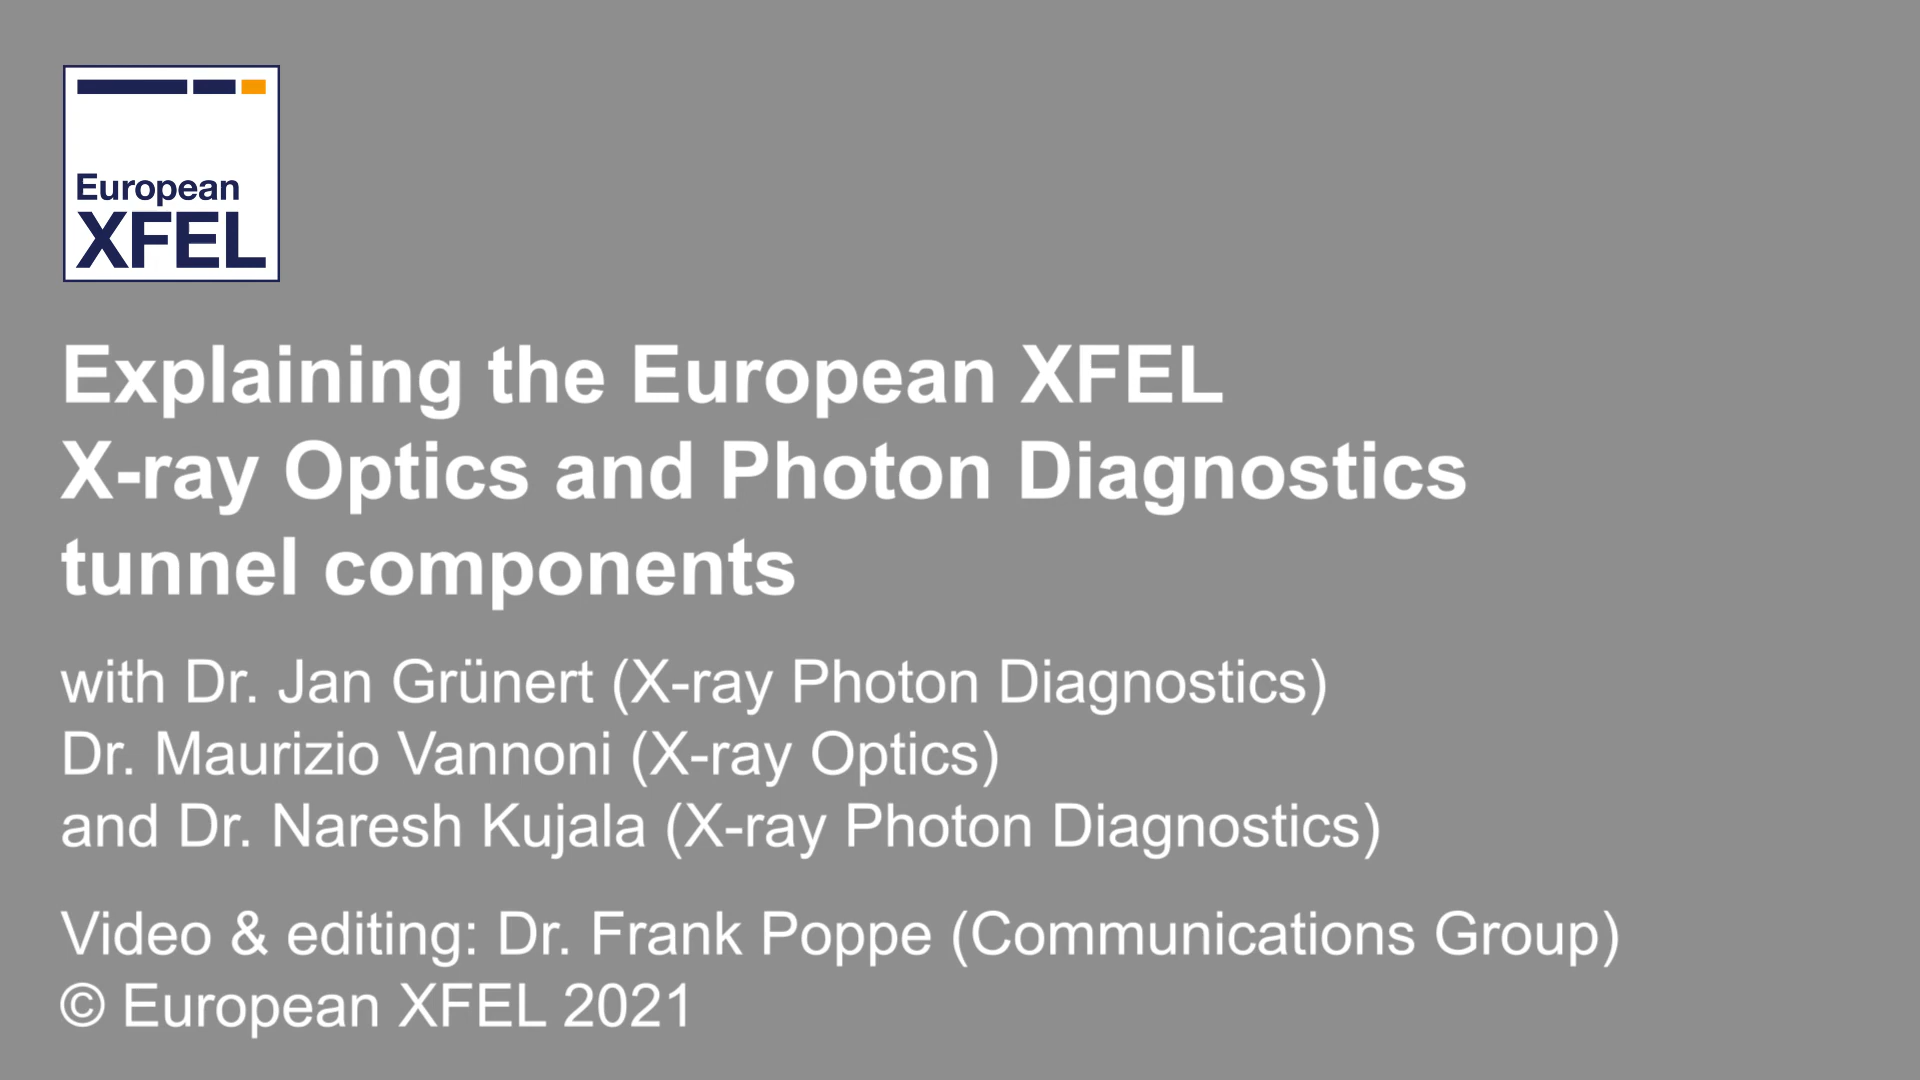 European
XFEL
Explaining the European XFEL
X-ray Optics and Photon Diagnostics
tunnel components
with Dr. Jan Grünert (X-ray Photon Diagnostics)
Dr. Maurizio Vannoni (X-ray Optics)
and Dr. Naresh Kujala (X-ray Photon Diagnostics)
Video & editing: Dr. Frank Poppe (Communications Group)
© European XFEL 2021